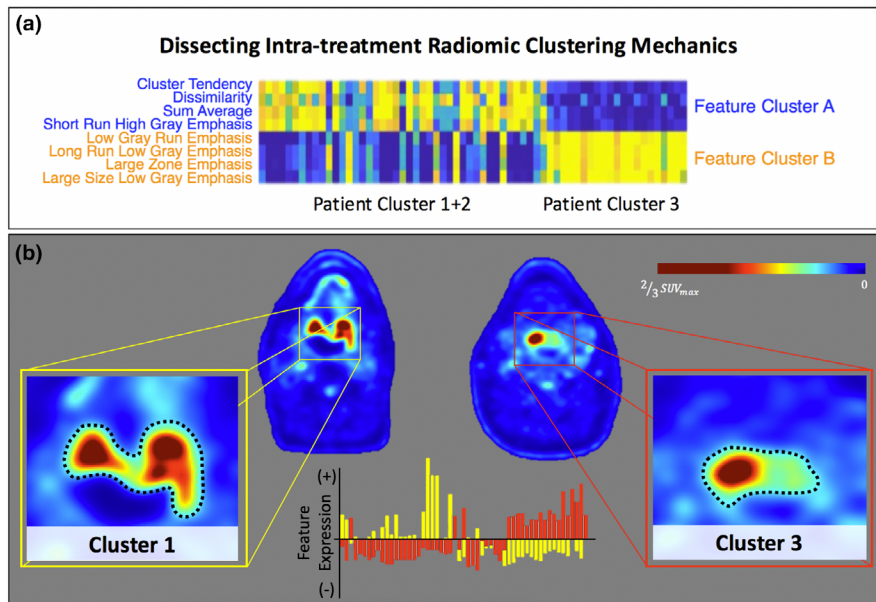 (a)
Dissecting Intra-treatment Radiomic Clustering Mechanics
Cluster Tendency
Dissimilarity
Sum Average
Short Run High Gray Emphasis
Low Gray Run Emphasis
Long Run Low Gray Emphasis
Large Zone Emphasis
Large Size Low Gray Emphasis
Feature Cluster A
Feature Cluster B
Patient Cluster 1+2
Patient Cluster 3
(b)
2/3 SUVmax
0
Cluster 1
(+)
Feature
Expression
(-)
Cluster 3